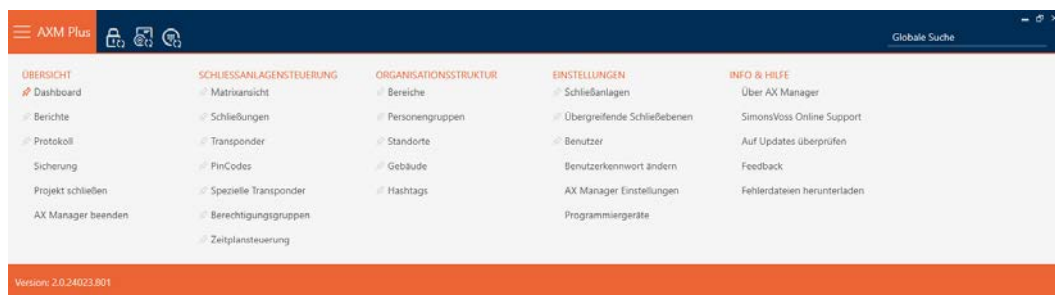 AXM Plus
Globale Suche
ÜBERSICHT
Dashboard
Berichte
Protokoll
Sicherung
Projekt schließen
AX Manager beenden
SCHLIESSANLAGENSTEUERUNG
Matrixansicht
Schließungen
Transponder
PinCodes
Spezielle Transponder
Berechtigungsgruppen
Zeitplansteuerung
ORGANISATIONSSTRUKTUR
Bereiche
Personengruppen
Standorte
Gebäude
Hashtags
EINSTELLUNGEN
Schließanlagen
Übergreifende Schließebenen
Benutzer
Benutzerkennwort ändern
AX Manager Einstellungen
Programmiergeräte
INFO & HILFE
Über AX Manager
SimonsVoss Online Support
Auf Updates überprüfen
Feedback
Fehlerdateien herunterladen
Version: 2.0.24023.801